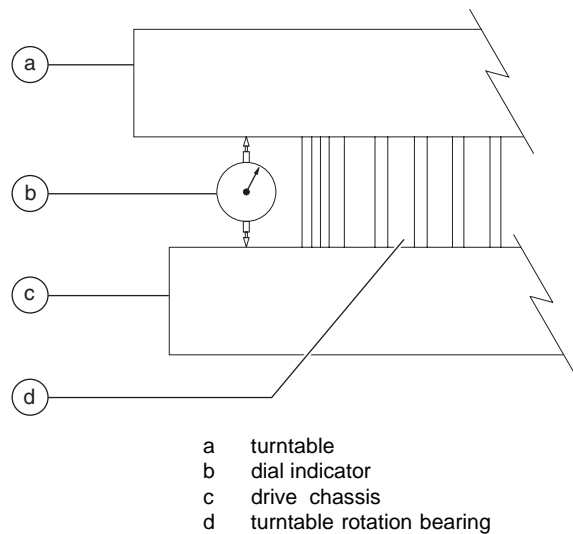 a
b
c
d
a turntable
b dial indicator
c drive chassis
d turntable rotation bearing